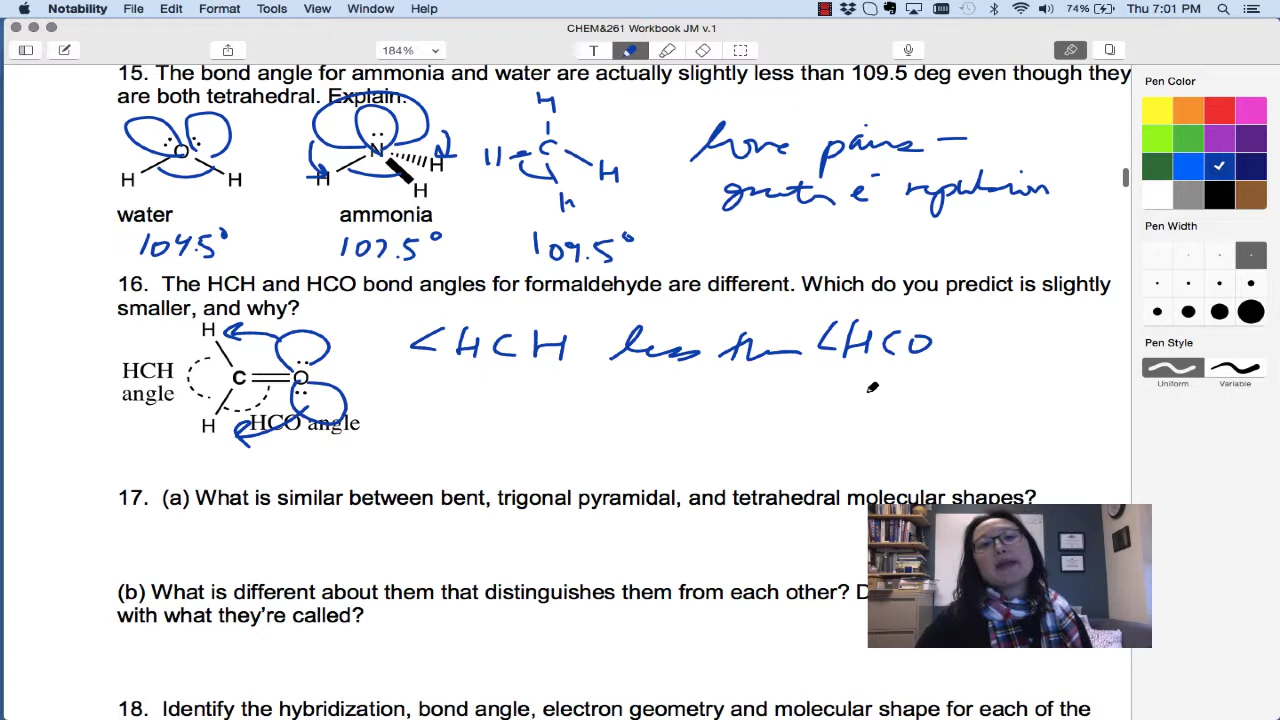 Notability File Edit Format Tools View Window Help 74% Thu 7:01 PM
CHEM&261 Workbook JM v.1
184% T
15. The bond angle for ammonia and water are actually slightly less than 109.5 deg even though they
are both tetrahedral. Explain.
H
O N C H
H H H H H H H
lone pairs –
greater e⁻ repulsion
water ammonia
104.5° 107.5° 109.5°
16. The HCH and HCO bond angles for formaldehyde are different. Which do you predict is slightly
smaller, and why?
H
<HCH less than <HCO
HCH
angle
C O
H
HCO angle
17. (a) What is similar between bent, trigonal pyramidal, and tetrahedral molecular shapes?
(b) What is different about them that distinguishes them from each other? D
with what they're called?
18. Identify the hybridization, bond angle, electron geometry and molecular shape for each of the
Pen Color
Pen Width
Pen Style
Uniform Variable